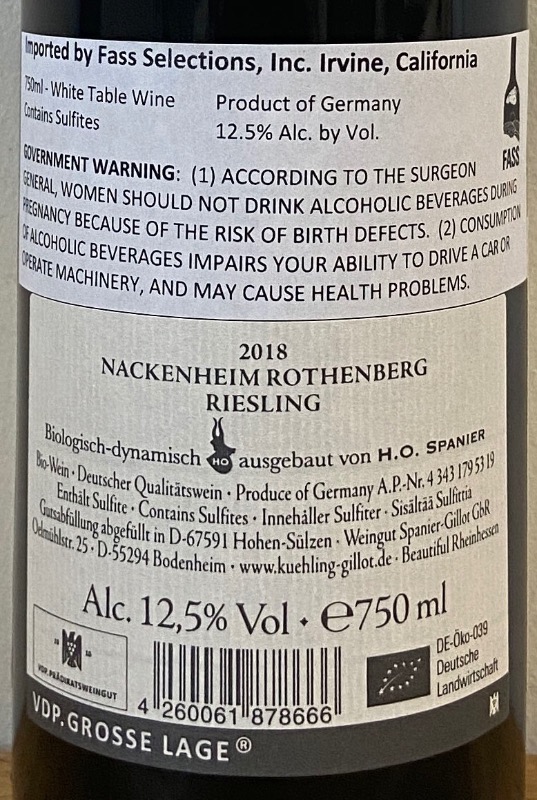 Imported by Fass Selections, Inc. Irvine, California
750ml - White Table Wine
Contains Sulfites
Product of Germany
12.5% Alc. by Vol.
FASS
GOVERNMENT WARNING: (1) ACCORDING TO THE SURGEON
GENERAL, WOMEN SHOULD NOT DRINK ALCOHOLIC BEVERAGES DURING
PREGNANCY BECAUSE OF THE RISK OF BIRTH DEFECTS. (2) CONSUMPTION
OF ALCOHOLIC BEVERAGES IMPAIRS YOUR ABILITY TO DRIVE A CAR OR
OPERATE MACHINERY, AND MAY CAUSE HEALTH PROBLEMS.
2018
NACKENHEIM ROTHENBERG
RIESLING
Biologisch-dynamisch HO ausgebaut von H.O. SPANIER
Bio-Wein · Deutscher Qualitätswein · Produce of Germany A.P.-Nr. 4 343 179 53 19
Enthält Sulfite · Contains Sulfites · Innehåller Sulfiter · Sisältää Sulfiittia
Gutsabfüllung abgefüllt in D-67591 Hohen-Sülzen · Weingut Spanier-Gillot GbR
Oelmühlstr. 25 · D-55294 Bodenheim · www.kuehling-gillot.de · Beautiful Rheinhessen
Alc. 12,5% Vol · ℮750 ml
VDP.PRÄDIKATSWEINGUT
4 260061 878666
DE-Öko-039
Deutsche
Landwirtschaft
VDP.GROSSE LAGE®